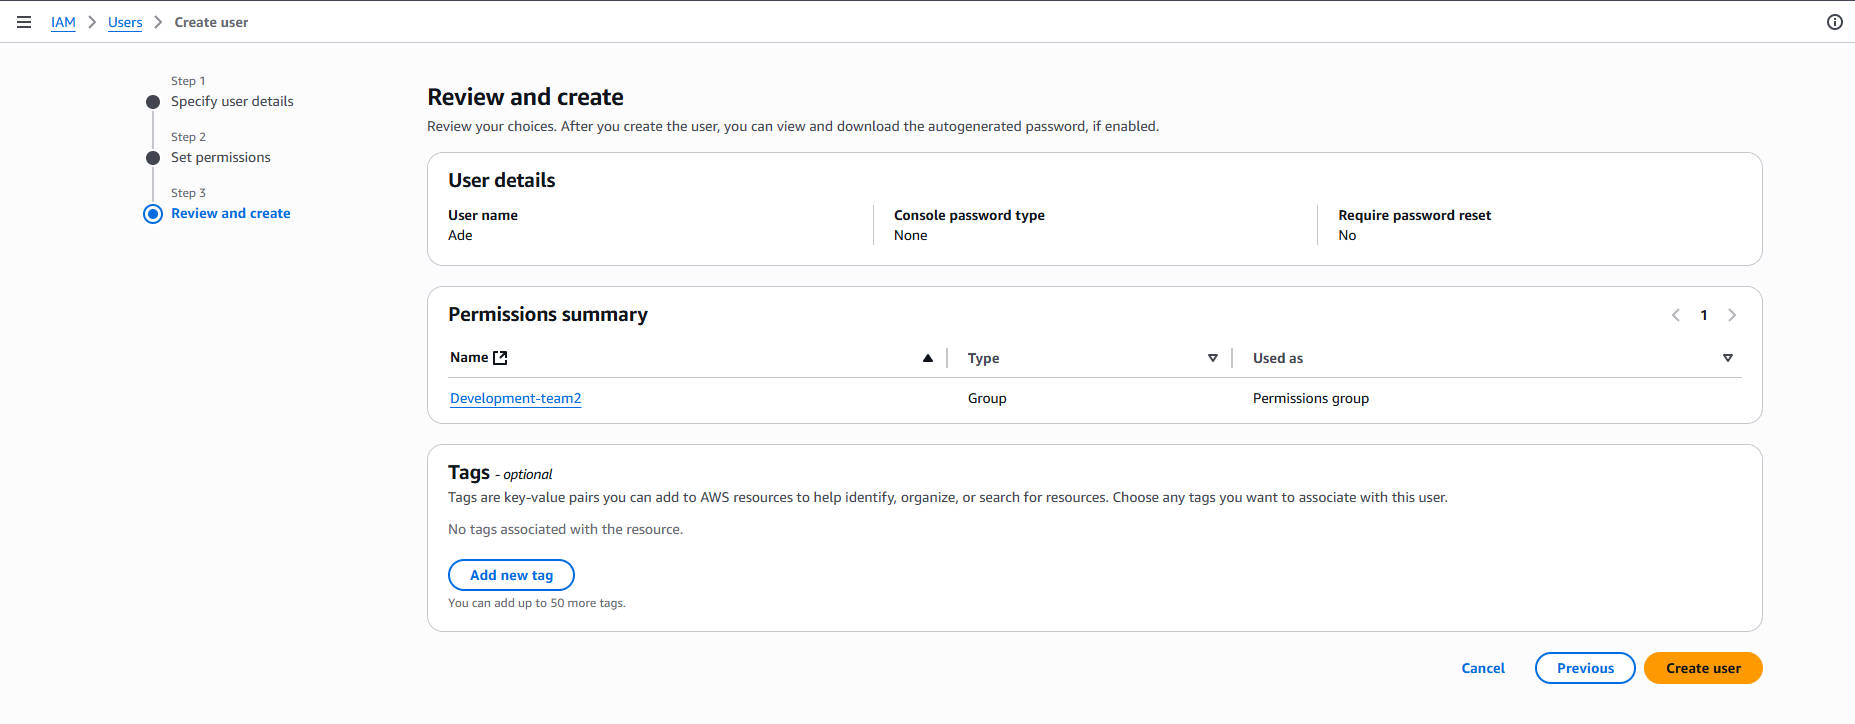 IAM > Users > Create user
Step 1
Specify user details
Step 2
Set permissions
Step 3
Review and create
Review and create
Review your choices. After you create the user, you can view and download the autogenerated password, if enabled.
User details
User name Console password type Require password reset
Ade None No
Permissions summary 1
Name Type Used as
Development-team2 Group Permissions group
Tags - optional
Tags are key-value pairs you can add to AWS resources to help identify, organize, or search for resources. Choose any tags you want to associate with this user.
No tags associated with the resource.
Add new tag
You can add up to 50 more tags.
Cancel Previous Create user